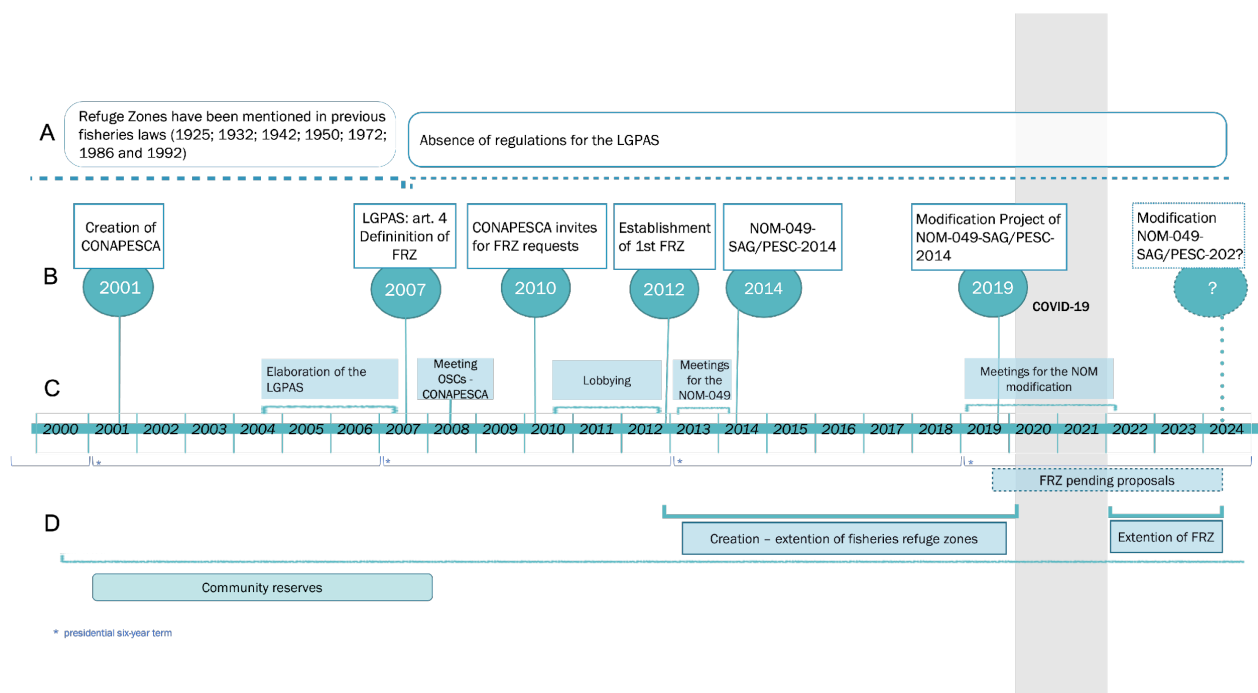 A
Refuge Zones have been mentioned in previous
fisheries laws (1925; 1932; 1942; 1950; 1972;
1986 and 1992)
Absence of regulations for the LGPAS
B
Creation of
CONAPESCA
2001
LGPAS: art. 4
Defininition of
FRZ
2007
CONAPESCA invites
for FRZ requests
2010
Establishment
of 1st FRZ
2012
NOM-049-
SAG/PESC-2014
2014
Modification Project of
NOM-049-SAG/PESC-
2014
2019
COVID-19
Modification
NOM-049-
SAG/PESC-202?
?
C
Elaboration of the
LGPAS
Meeting
OSCs -
CONAPESCA
Lobbying
Meetings
for the
NOM-049
Meetings for the NOM
modification
2000 2001 2002 2003 2004 2005 2006 2007 2008 2009 2010 2011 2012 2013 2014 2015 2016 2017 2018 2019 2020 2021 2022 2023 2024
* * * *
FRZ pending proposals
D
Creation – extention of fisheries refuge zones
Extention of FRZ
Community reserves
* presidential six-year term